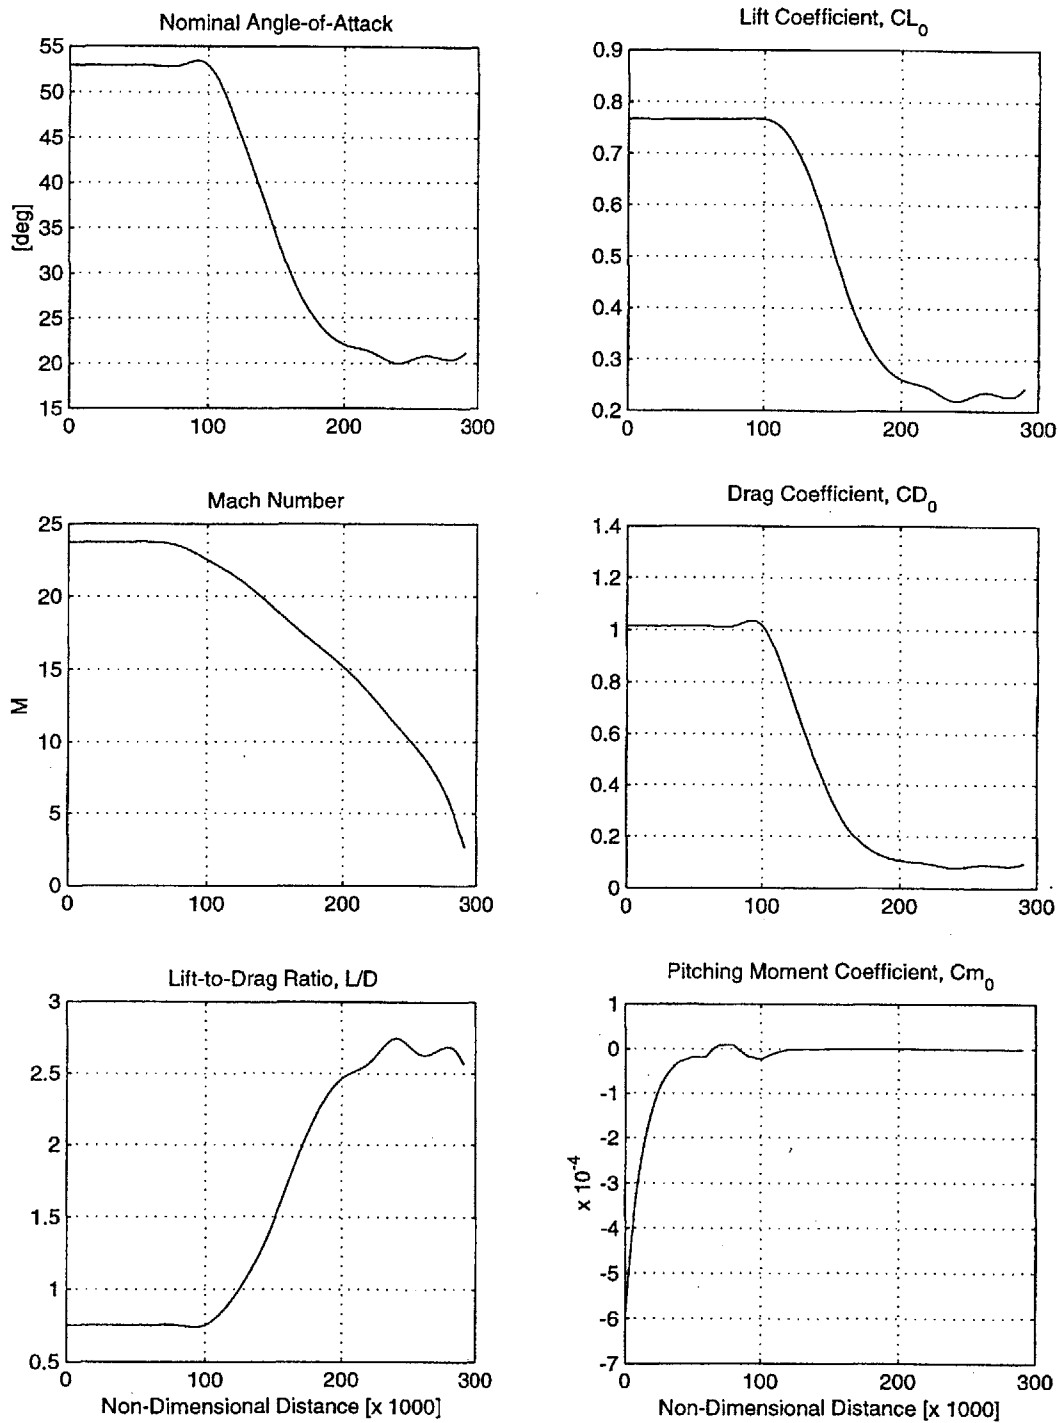 Nominal Angle-of-Attack
55
50
45
40
35
30
25
20
15
[deg]
0 100 200 300
Lift Coefficient, CL0
0.9
0.8
0.7
0.6
0.5
0.4
0.3
0.2
0 100 200 300
Mach Number
25
20
15
10
5
0
M
0 100 200 300
Drag Coefficient, CD0
1.4
1.2
1
0.8
0.6
0.4
0.2
0
0 100 200 300
Lift-to-Drag Ratio, L/D
3
2.5
2
1.5
1
0.5
0 100 200 300
Non-Dimensional Distance [x 1000]
Pitching Moment Coefficient, Cm0
1
0
-1
-2
-3
-4
-5
-6
-7
x 10-4
0 100 200 300
Non-Dimensional Distance [x 1000]